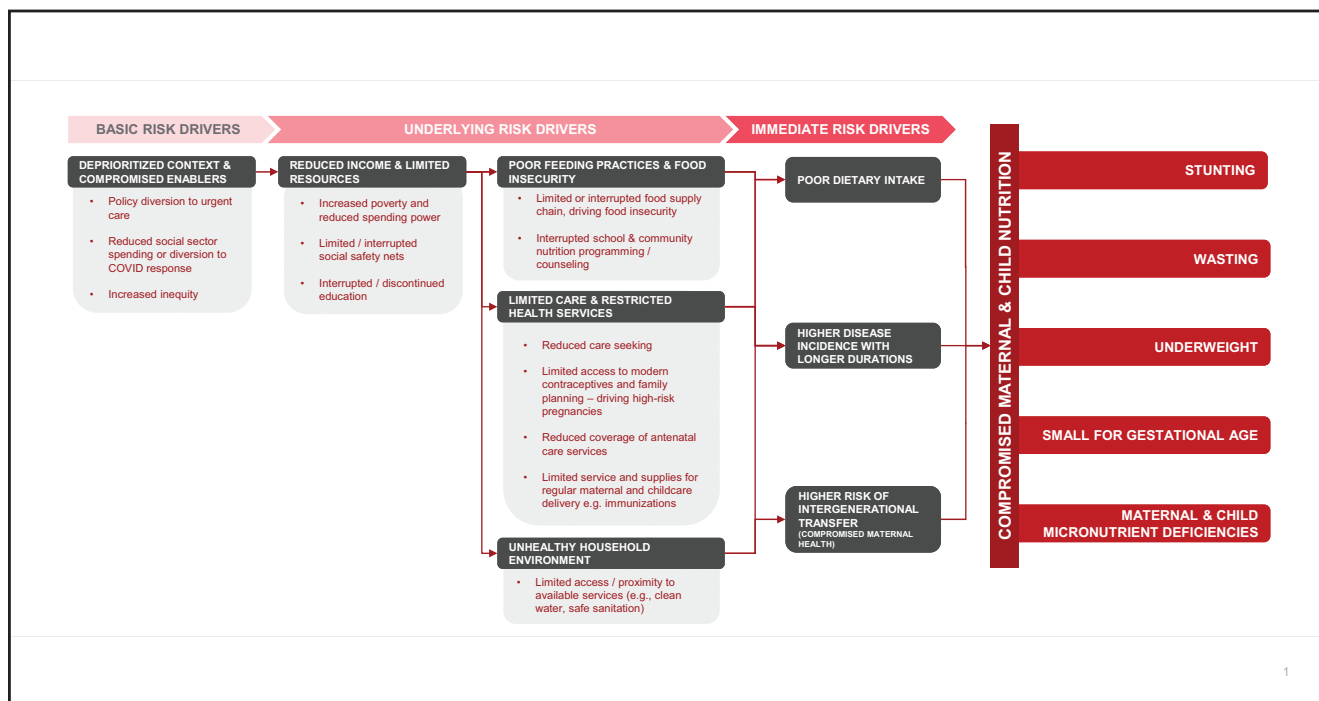 BASIC RISK DRIVERS
UNDERLYING RISK DRIVERS
IMMEDIATE RISK DRIVERS
DEPRIORITIZED CONTEXT &
COMPROMISED ENABLERS
• Policy diversion to urgent
care
• Reduced social sector
spending or diversion to
COVID response
• Increased inequity
REDUCED INCOME & LIMITED
RESOURCES
• Increased poverty and
reduced spending power
• Limited / interrupted
social safety nets
• Interrupted / discontinued
education
POOR FEEDING PRACTICES & FOOD
INSECURITY
• Limited or interrupted food supply
chain, driving food insecurity
• Interrupted school & community
nutrition programming /
counseling
LIMITED CARE & RESTRICTED
HEALTH SERVICES
• Reduced care seeking
• Limited access to modern
contraceptives and family
planning – driving high-risk
pregnancies
• Reduced coverage of antenatal
care services
• Limited service and supplies for
regular maternal and childcare
delivery e.g. immunizations
UNHEALTHY HOUSEHOLD
ENVIRONMENT
• Limited access / proximity to
available services (e.g., clean
water, safe sanitation)
POOR DIETARY INTAKE
HIGHER DISEASE
INCIDENCE WITH
LONGER DURATIONS
HIGHER RISK OF
INTERGENERATIONAL
TRANSFER
(COMPROMISED MATERNAL
HEALTH)
COMPROMISED MATERNAL & CHILD NUTRITION
STUNTING
WASTING
UNDERWEIGHT
SMALL FOR GESTATIONAL AGE
MATERNAL & CHILD
MICRONUTRIENT DEFICIENCIES
1